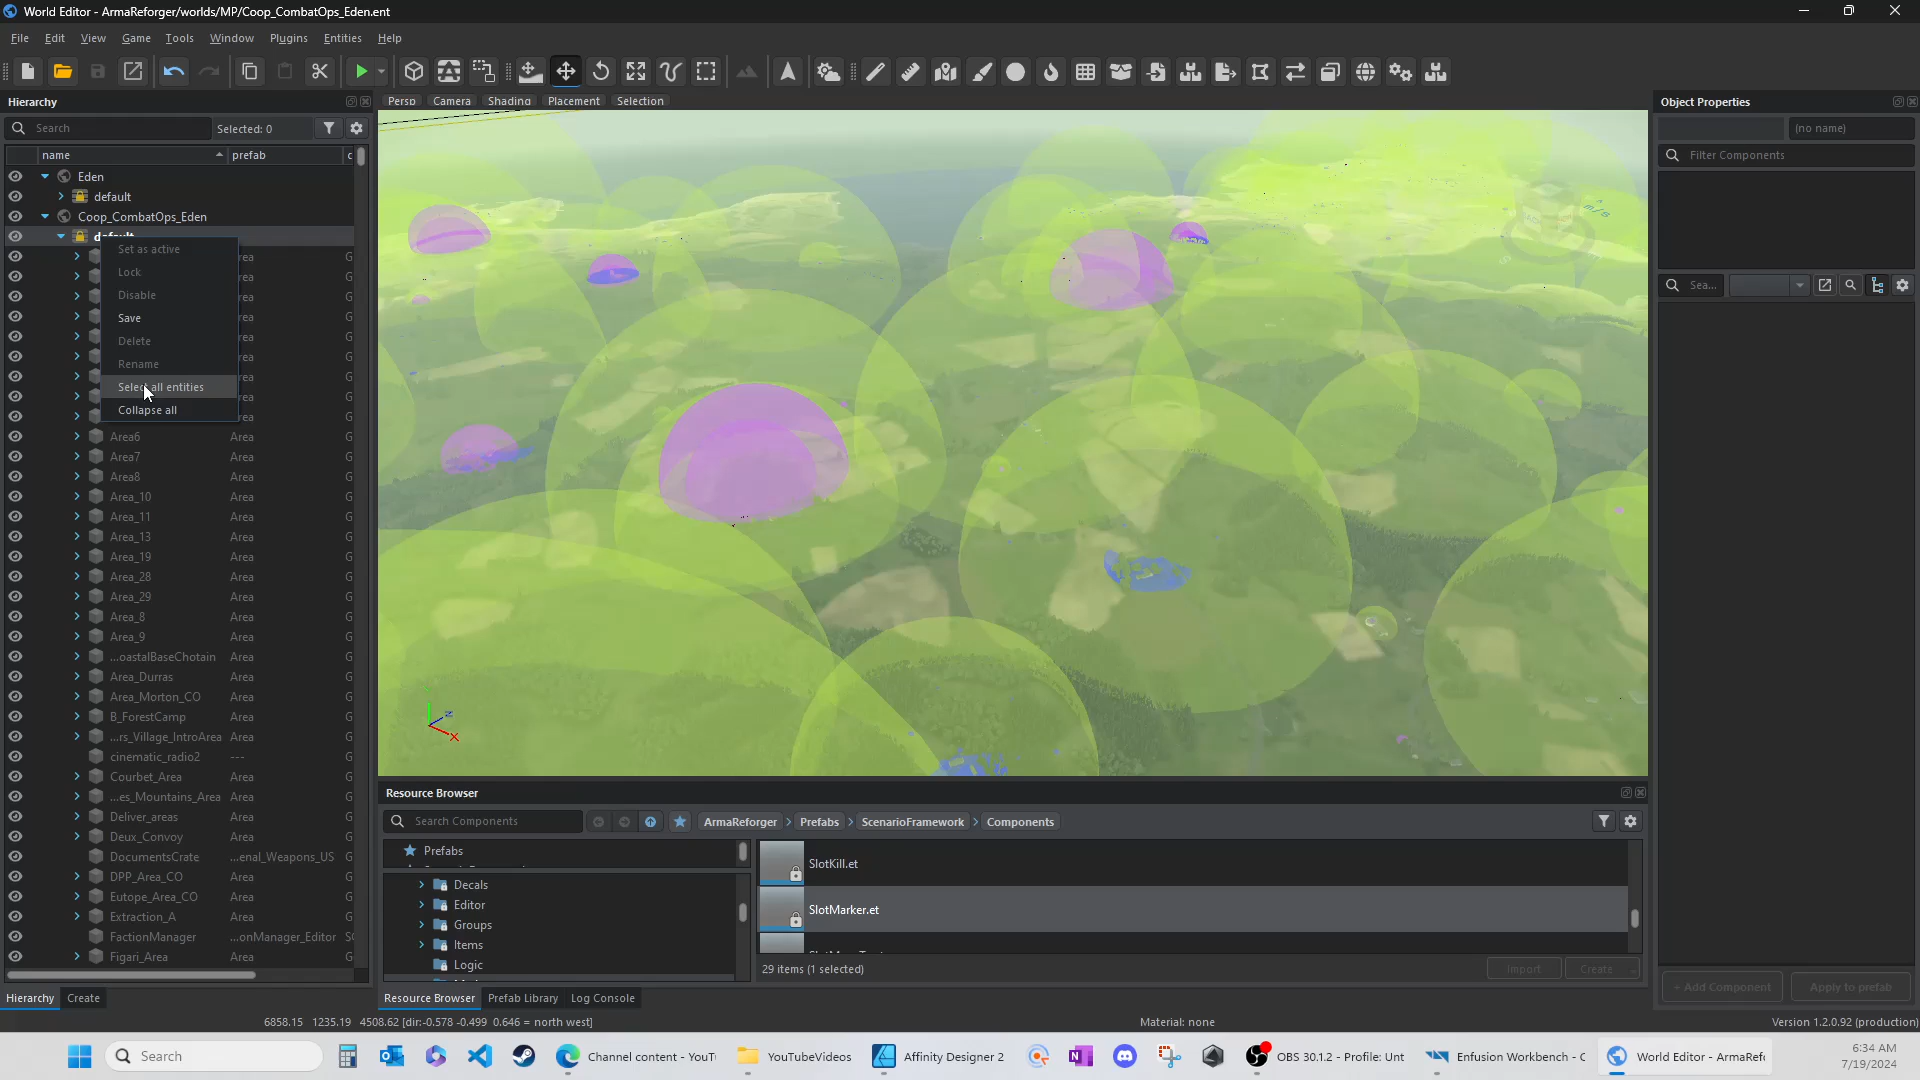 World Editor - ArmaReforger/worlds/MP/Coop_CombatOps_Eden.ent
File Edit View Game Tools Window Plugins Entities Help
Hierarchy
Search Selected: 0
name prefab c
Eden
default
Coop_CombatOps_Eden
default
Set as active
Lock
Disable
Save
Delete
Rename
Select all entities
Collapse all
Area6 Area G
Area7 Area G
Area8 Area G
Area_10 Area G
Area_11 Area G
Area_13 Area G
Area_19 Area G
Area_28 Area G
Area_29 Area G
Area_8 Area G
Area_9 Area G
...oastalBaseChotain Area G
Area_Durras Area G
Area_Morton_CO Area G
B_ForestCamp Area G
...rs_Village_IntroArea Area G
cinematic_radio2 ---
Courbet_Area Area G
...es_Mountains_Area Area G
Deliver_areas Area G
Deux_Convoy Area G
DocumentsCrate ...enal_Weapons_US G
DPP_Area_CO Area G
Eutope_Area_CO Area G
Extraction_A Area G
FactionManager ...onManager_Editor SC
Figari_Area Area G
Hierarchy Create
Persp Camera Shading Placement Selection
Resource Browser
Search Components ArmaReforger Prefabs ScenarioFramework Components
Prefabs
Decals
Editor
Groups
Items
Logic
SlotKill.et
SlotMarker.et
29 items (1 selected) Import Create
Resource Browser Prefab Library Log Console
Object Properties
(no name)
Filter Components
Sea...
+ Add Component Apply to prefab
6858.15 1235.19 4508.62 [dir:-0.578 -0.499 0.646 = north west] Material: none Version 1.2.0.92 (production)
Search Channel content - YouT YouTubeVideos Affinity Designer 2 OBS 30.1.2 - Profile: Unt Enfusion Workbench - C World Editor - ArmaRefo
6:34 AM
7/19/2024